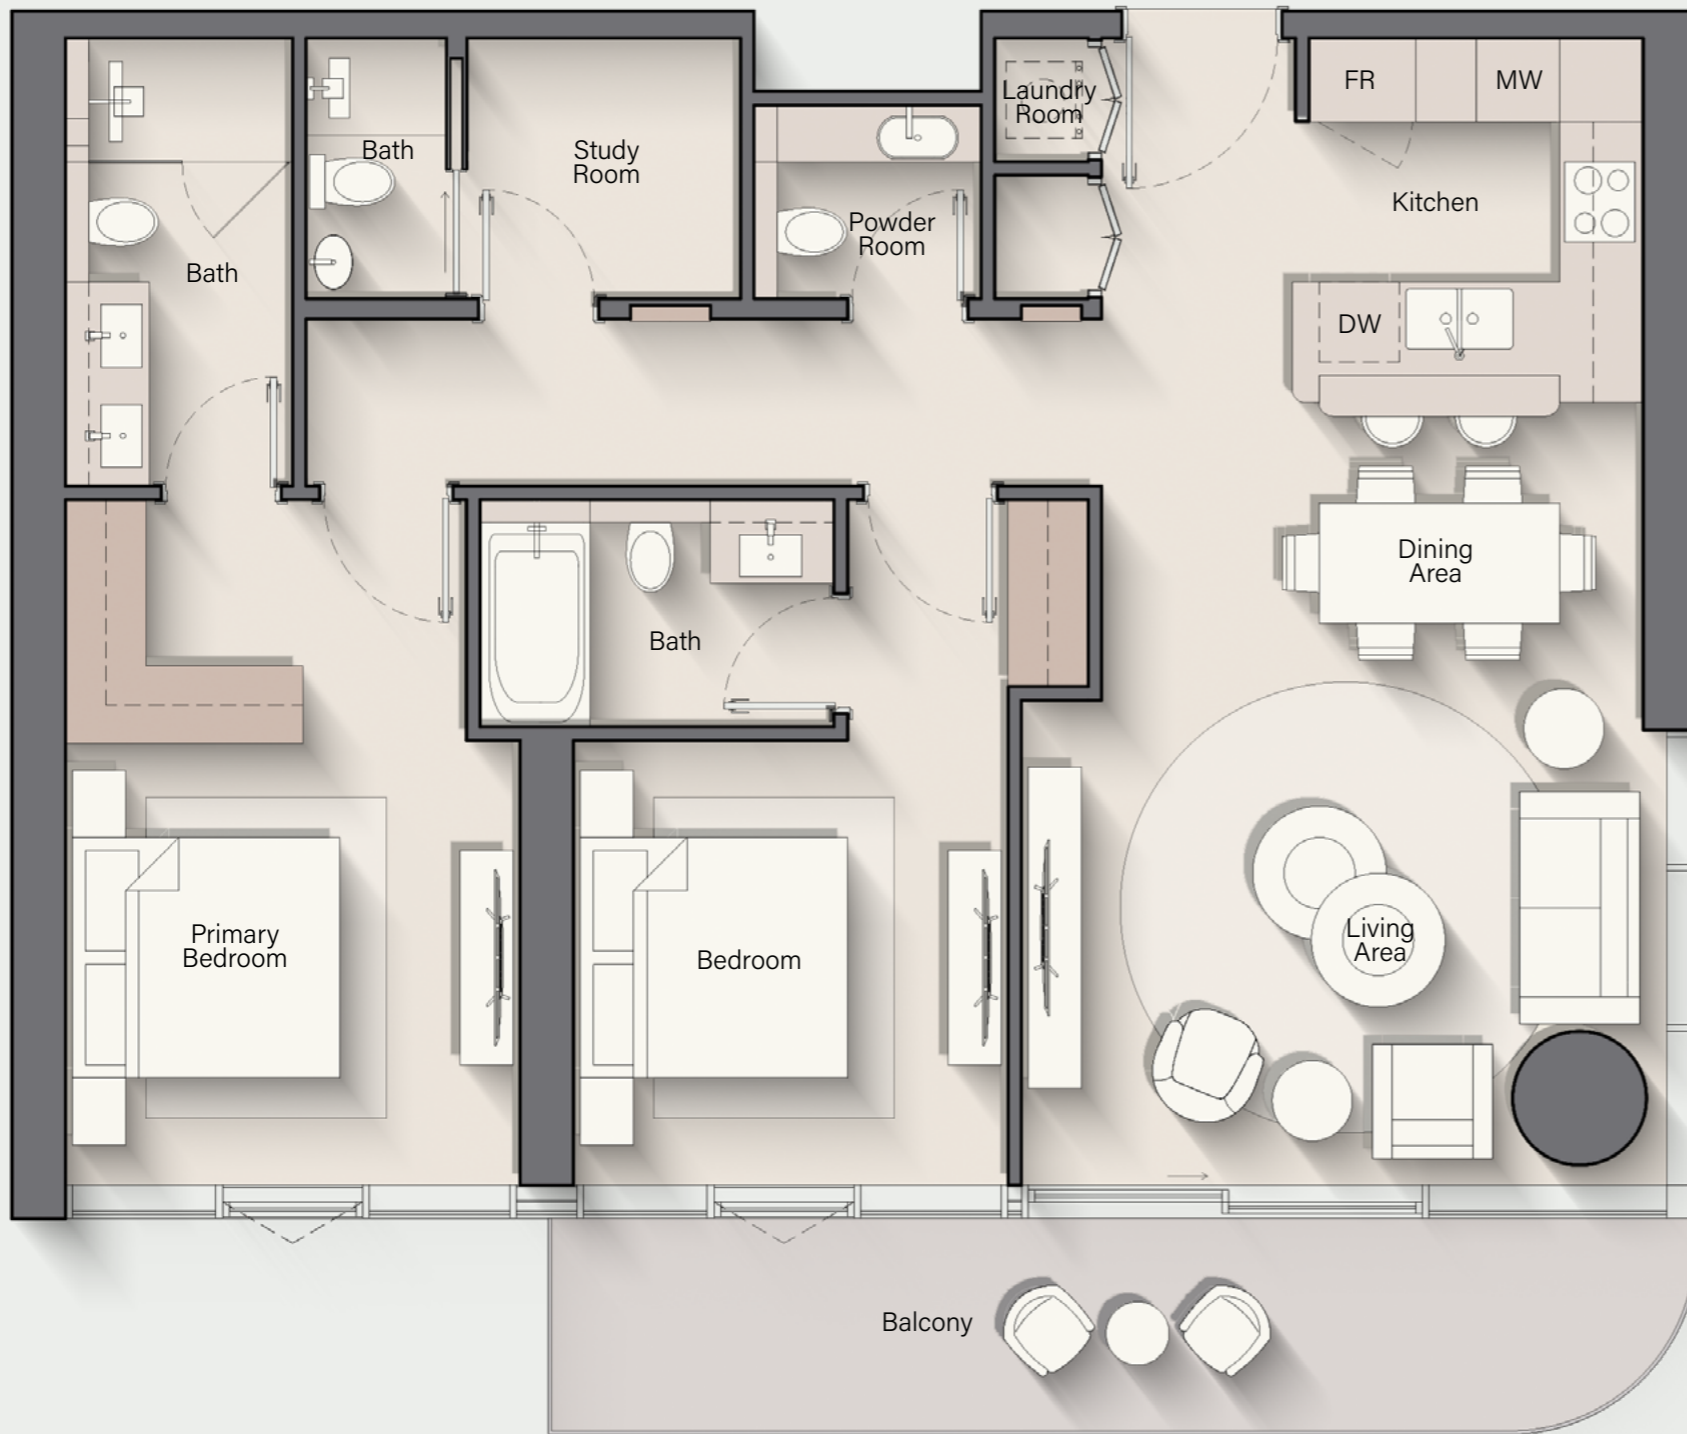 Laundry
Room
FR
MW
Bath
Study
Room
Kitchen
Powder
Room
Bath
DW
Dining
Area
Bath
Primary
Bedroom
Bedroom
Living
Area
Balcony